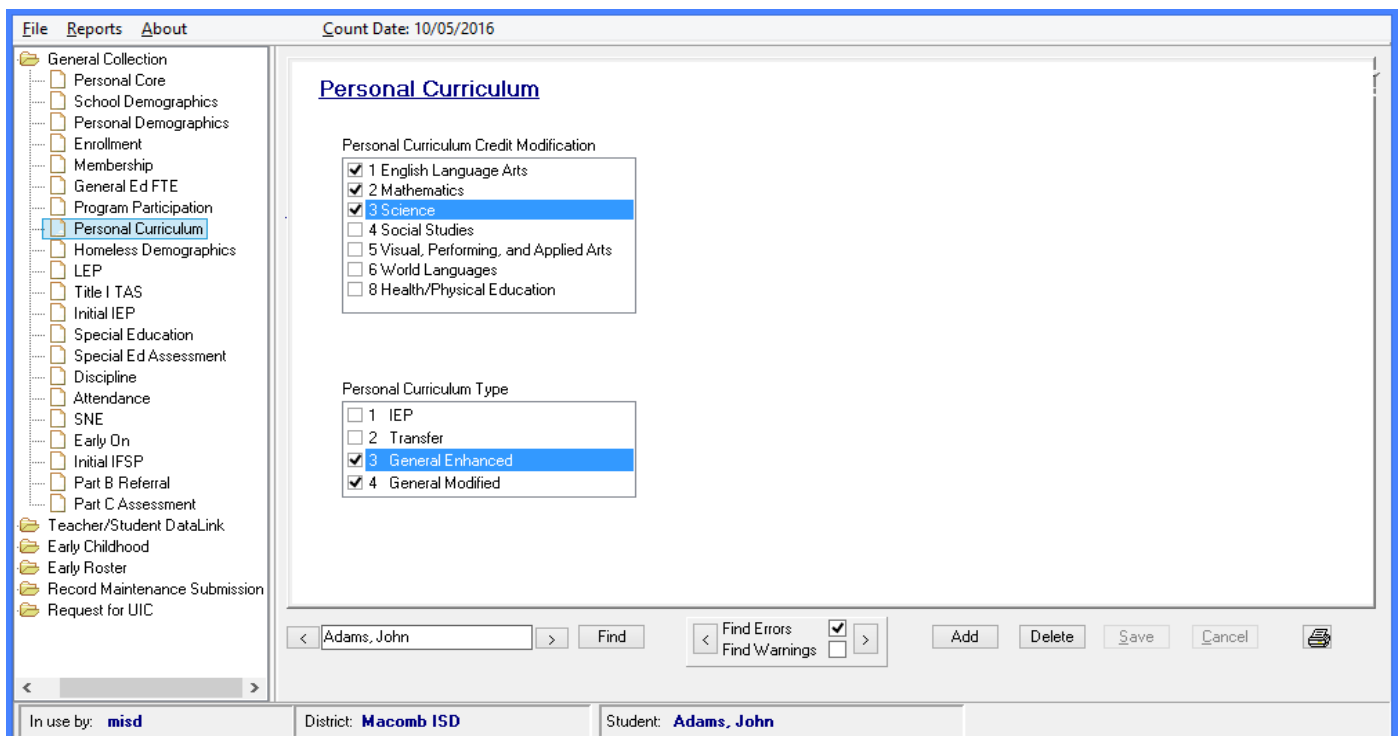 File Reports About Count Date: 10/05/2016
General Collection
Personal Core
School Demographics
Personal Demographics
Enrollment
Membership
General Ed FTE
Program Participation
Personal Curriculum
Homeless Demographics
LEP
Title I TAS
Initial IEP
Special Education
Special Ed Assessment
Discipline
Attendance
SNE
Early On
Initial IFSP
Part B Referral
Part C Assessment
Teacher/Student DataLink
Early Childhood
Early Roster
Record Maintenance Submission
Request for UIC
Personal Curriculum
Personal Curriculum Credit Modification
1 English Language Arts
2 Mathematics
3 Science
4 Social Studies
5 Visual, Performing, and Applied Arts
6 World Languages
8 Health/Physical Education
Personal Curriculum Type
1 IEP
2 Transfer
3 General Enhanced
4 General Modified
< Adams, John > Find
< Find Errors >
Find Warnings
Add Delete Save Cancel
In use by: misd District: Macomb ISD Student: Adams, John